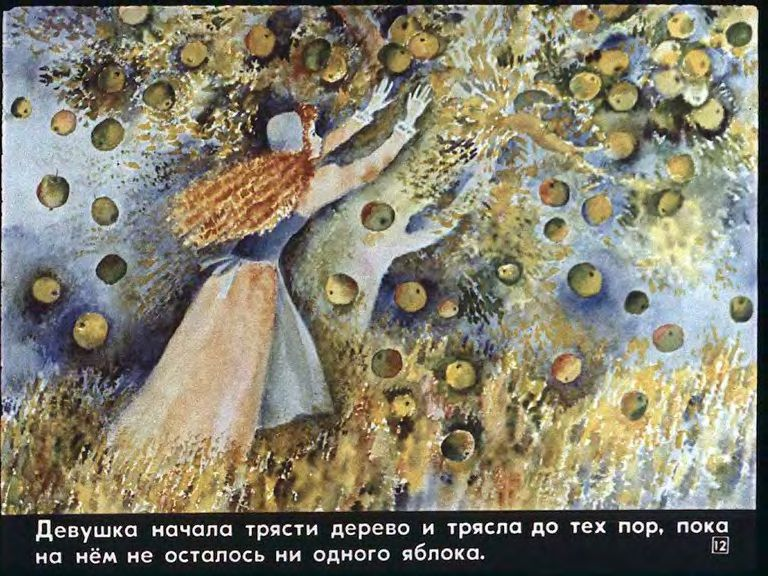 Девушка начала трясти дерево и трясла до тех пор, пока
на нём не осталось ни одного яблока.
12